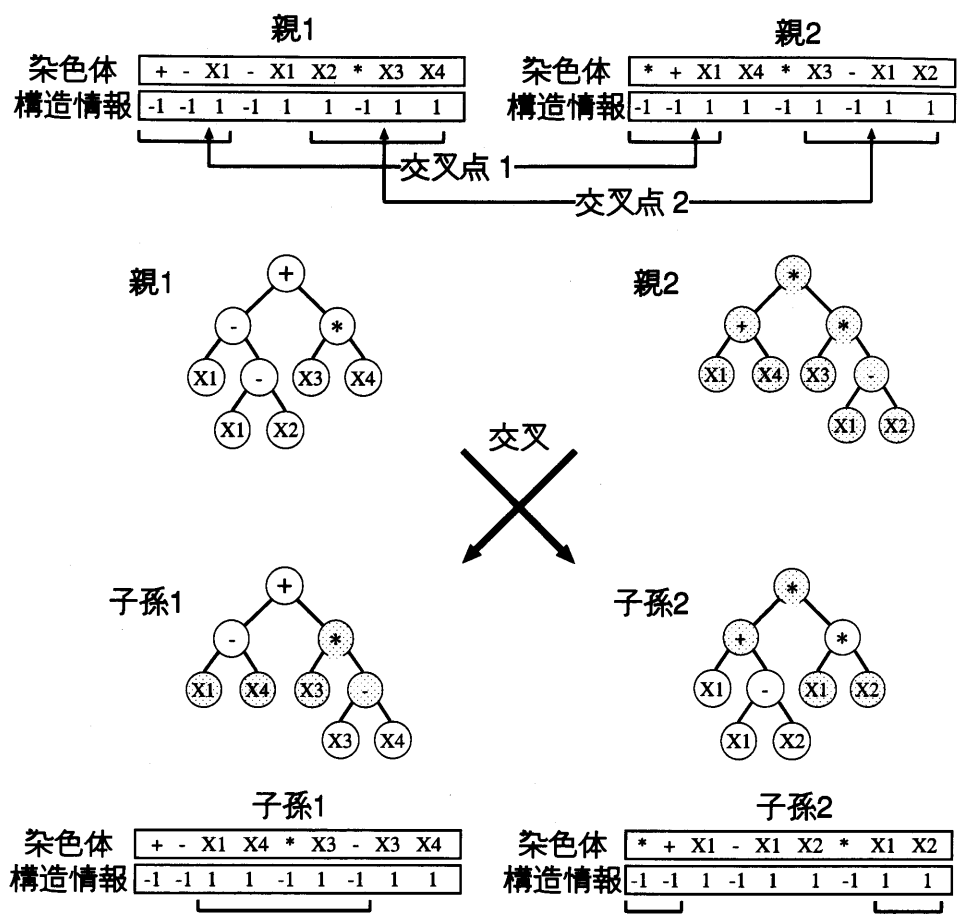 親1
親2
染色体 + - X1 - X1 X2 * X3 X4
構造情報 -1 -1 1 -1 1 1 -1 1 1
染色体 * + X1 X4 * X3 - X1 X2
構造情報 -1 -1 1 1 -1 1 -1 1 1
交叉点 1
交叉点 2
親1
+
- *
X1 - X3 X4
X1 X2
親2
*
+ *
X1 X4 X3 -
X1 X2
交叉
子孫1
+
- *
X1 X4 X3 -
X3 X4
子孫2
*
+ *
X1 - X1 X2
X1 X2
子孫1
染色体 + - X1 X4 * X3 - X3 X4
構造情報 -1 -1 1 1 -1 1 -1 1 1
子孫2
染色体 * + X1 - X1 X2 * X1 X2
構造情報 -1 -1 1 -1 1 1 -1 1 1